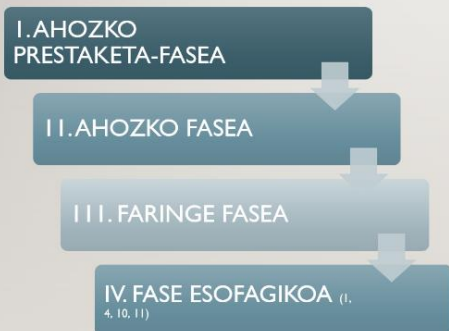 I. AHOZKO
PRESTAKETA-FASEA
II. AHOZKO FASEA
III. FARINGE FASEA
IV. FASE ESOFAGIKOA (1,
4, 10, 11)